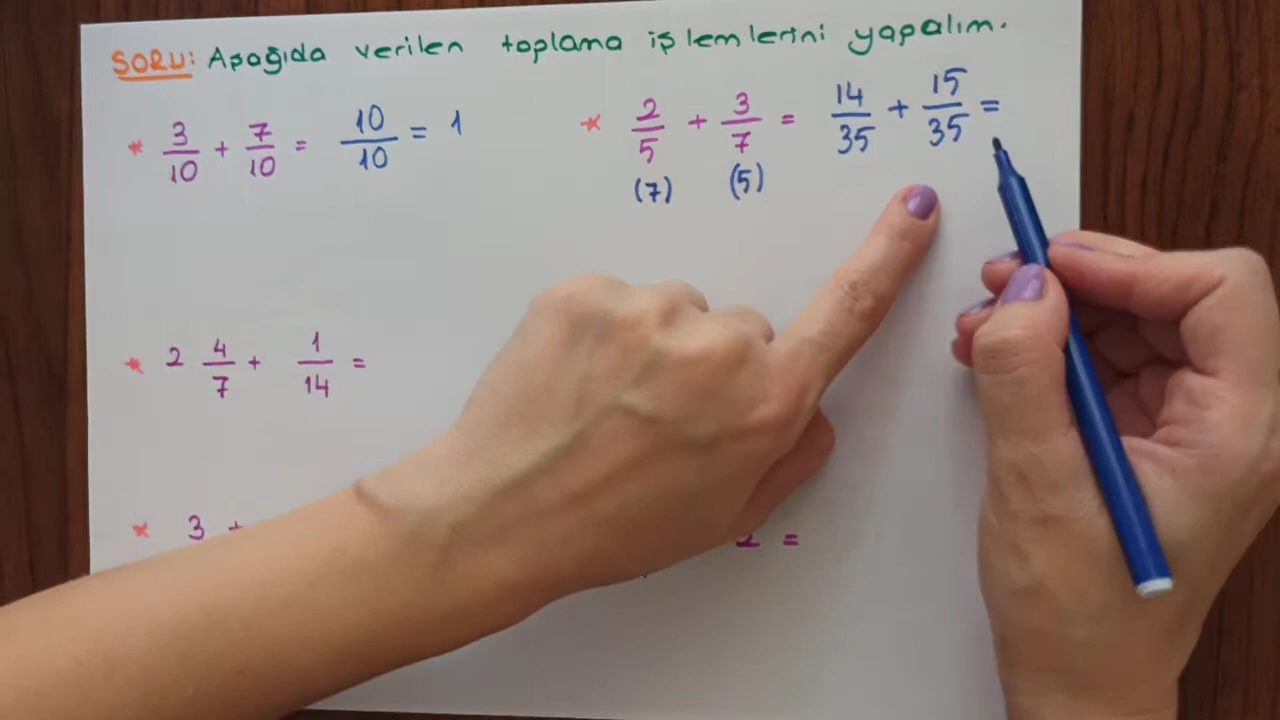 SORU: Aşağıda verilen toplama işlemlerini yapalım.
* 3/10 + 7/10 = 10/10 = 1
* 2/5 + 3/7 = 14/35 + 15/35 =
(7) (5)
* 2 4/7 + 1/14 =
* 3 +
2 =